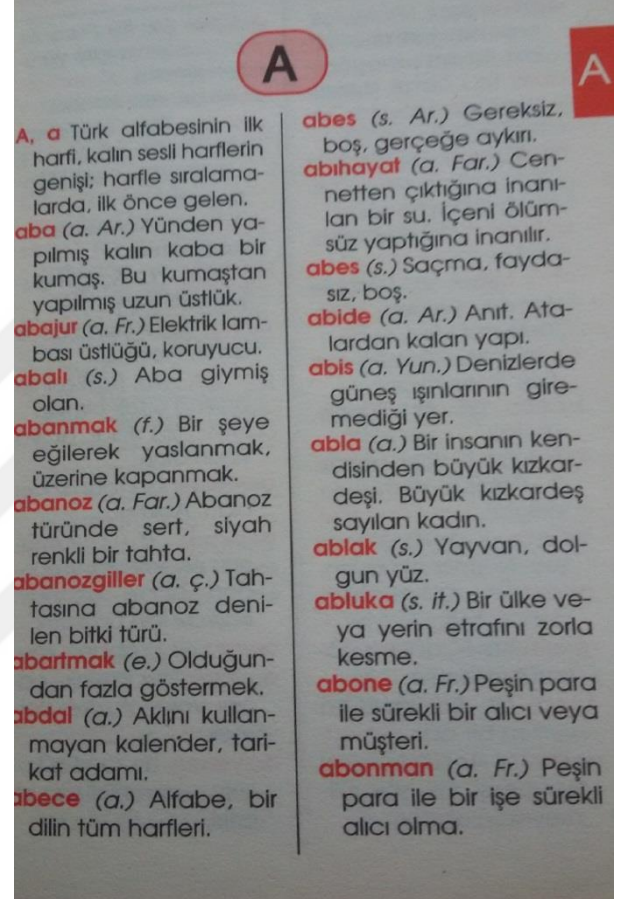 A
A
A, a Türk alfabesinin ilk
harfi, kalın sesli harflerin
genişi; harfle sıralama-
larda, ilk önce gelen.
aba (a. Ar.) Yünden ya-
pılmış kalın kaba bir
kumaş. Bu kumaştan
yapılmış uzun üstlük.
abajur (a. Fr.) Elektrik lam-
bası üstlüğü, koruyucu.
abalı (s.) Aba giymiş
olan.
abanmak (f.) Bir şeye
eğilerek yaslanmak,
üzerine kapanmak.
abanoz (a. Far.) Abanoz
türünde sert, siyah
renkli bir tahta.
abanozgiller (a. ç.) Tah-
tasına abanoz deni-
len bitki türü.
abartmak (e.) Olduğun-
dan fazla göstermek.
abdal (a.) Aklını kullan-
mayan kalender, tari-
kat adamı.
abece (a.) Alfabe, bir
dilin tüm harfleri.
abes (s. Ar.) Gereksiz,
boş, gerçeğe aykırı.
abıhayat (a. Far.) Cen-
netten çıktığına inanı-
lan bir su. İçeni ölüm-
süz yaptığına inanılır.
abes (s.) Saçma, fayda-
sız, boş.
abide (a. Ar.) Anıt. Ata-
lardan kalan yapı.
abis (a. Yun.) Denizlerde
güneş ışınlarının gire-
mediği yer.
abla (a.) Bir insanın ken-
disinden büyük kızkar-
deşi. Büyük kızkardeş
sayılan kadın.
ablak (s.) Yayvan, dol-
gun yüz.
abluka (s. it.) Bir ülke ve-
ya yerin etrafını zorla
kesme.
abone (a. Fr.) Peşin para
ile sürekli bir alıcı veya
müşteri.
abonman (a. Fr.) Peşin
para ile bir işe sürekli
alıcı olma.